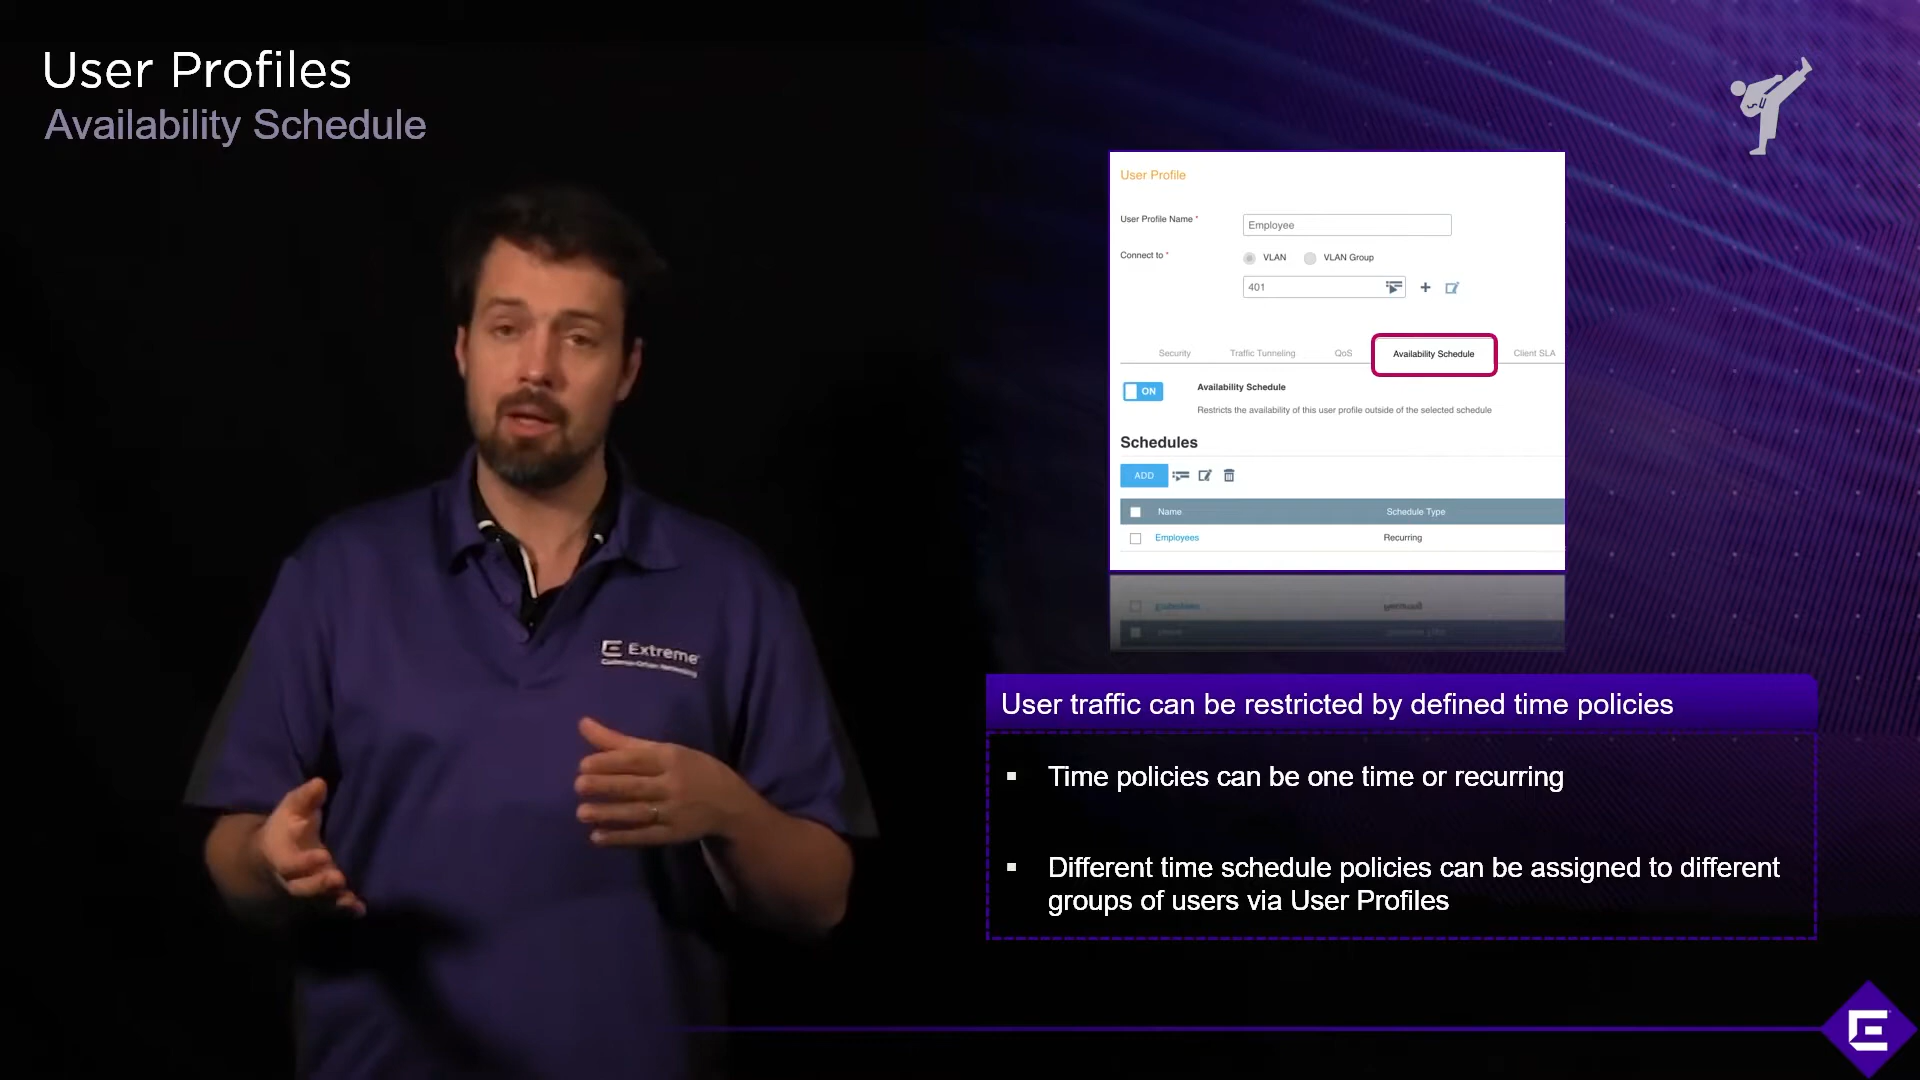 User Profiles
Availability Schedule
User Profile
User Profile Name *
Employee
Connect to *
VLAN
VLAN Group
401
Security
Traffic Tunneling
QoS
Availability Schedule
Client SLA
ON
Availability Schedule
Restricts the availability of this user profile outside of the selected schedule
Schedules
ADD
Name
Schedule Type
Employees
Recurring
Extreme
Customer-Driven Networking
User traffic can be restricted by defined time policies
▪ Time policies can be one time or recurring
▪ Different time schedule policies can be assigned to different
groups of users via User Profiles